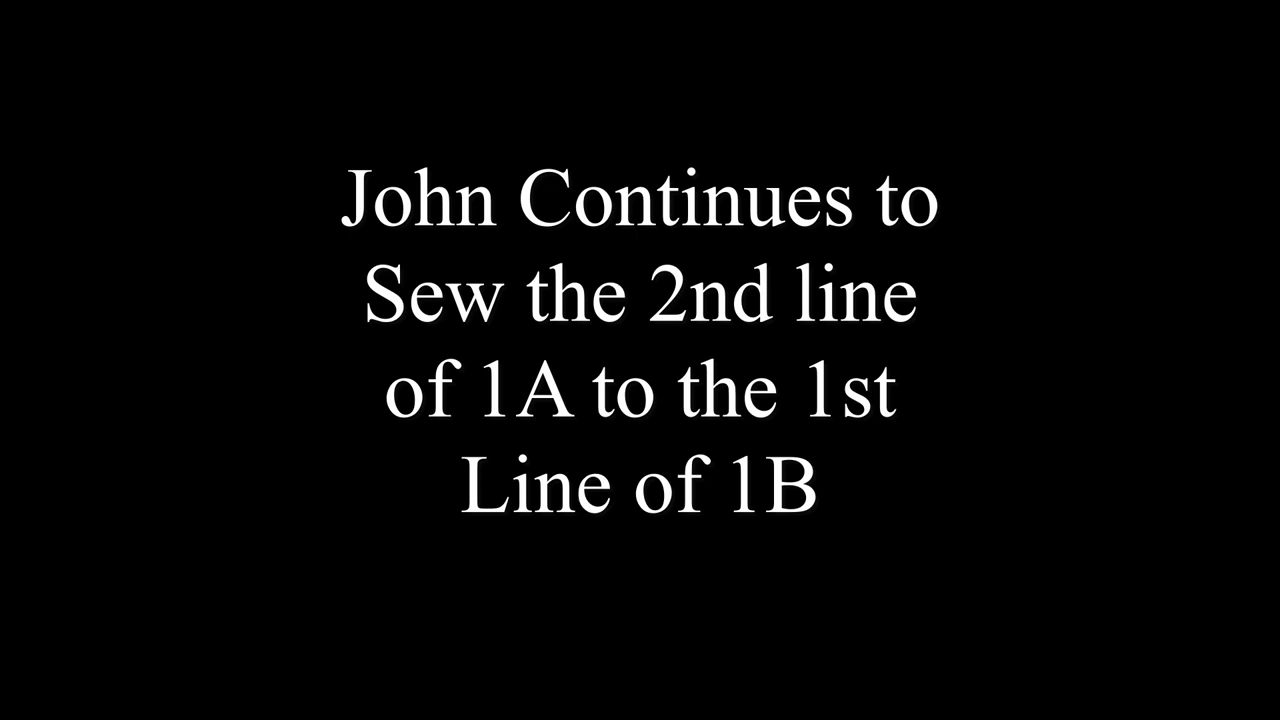 John Continues to
Sew the 2nd line
of 1A to the 1st
Line of 1B